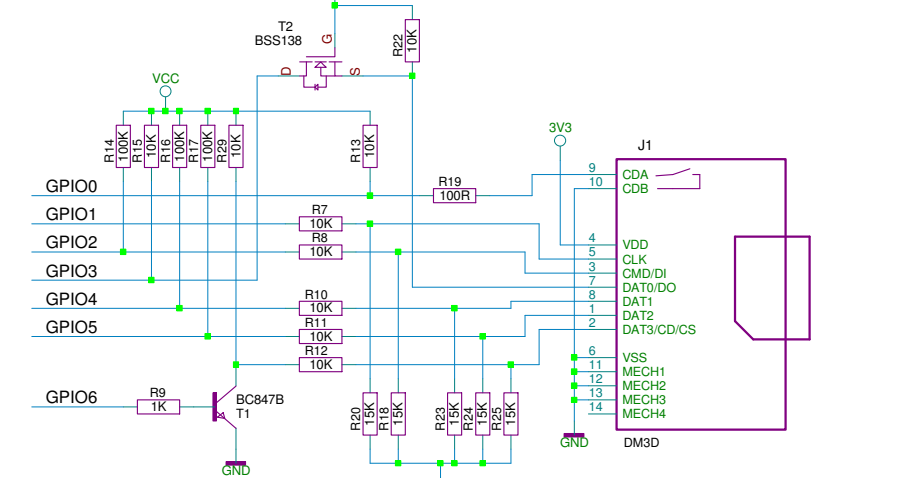 T2
BSS138
G
D
S
R22
10K
VCC
R14
100K
R15
10K
R16
100K
R17
100K
R29
10K
R13
10K
3V3
J1
GPIO0
R19
100R
9
CDA
10
CDB
GPIO1
R7
10K
GPIO2
R8
10K
4
VDD
5
CLK
GPIO3
3
CMD/DI
7
DAT0/DO
GPIO4
R10
10K
8
DAT1
1
DAT2
GPIO5
R11
10K
2
DAT3/CD/CS
R12
10K
6
VSS
11
MECH1
12
MECH2
13
MECH3
14
MECH4
GPIO6
R9
1K
BC847B
T1
R20
15K
R18
15K
R23
15K
R24
15K
R25
15K
GND
DM3D
GND